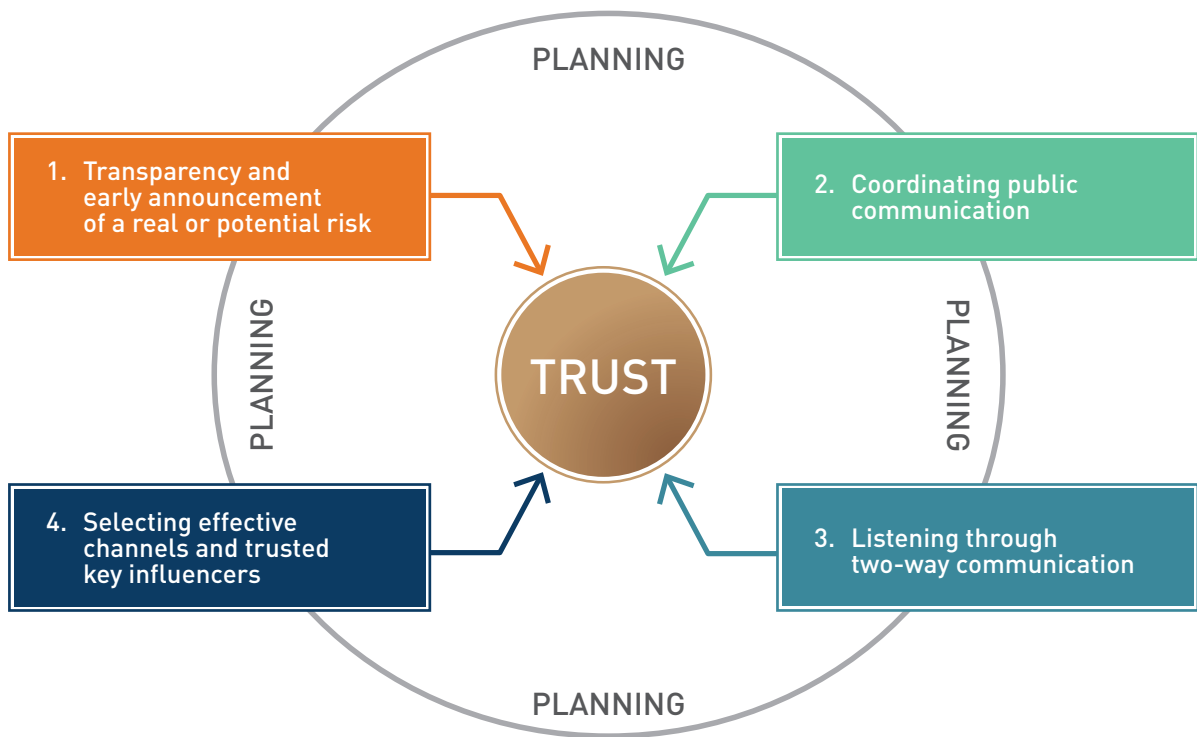 PLANNING
1. Transparency and
early announcement
of a real or potential risk
2. Coordinating public
communication
PLANNING
TRUST
PLANNING
4. Selecting effective
channels and trusted
key influencers
3. Listening through
two-way communication
PLANNING